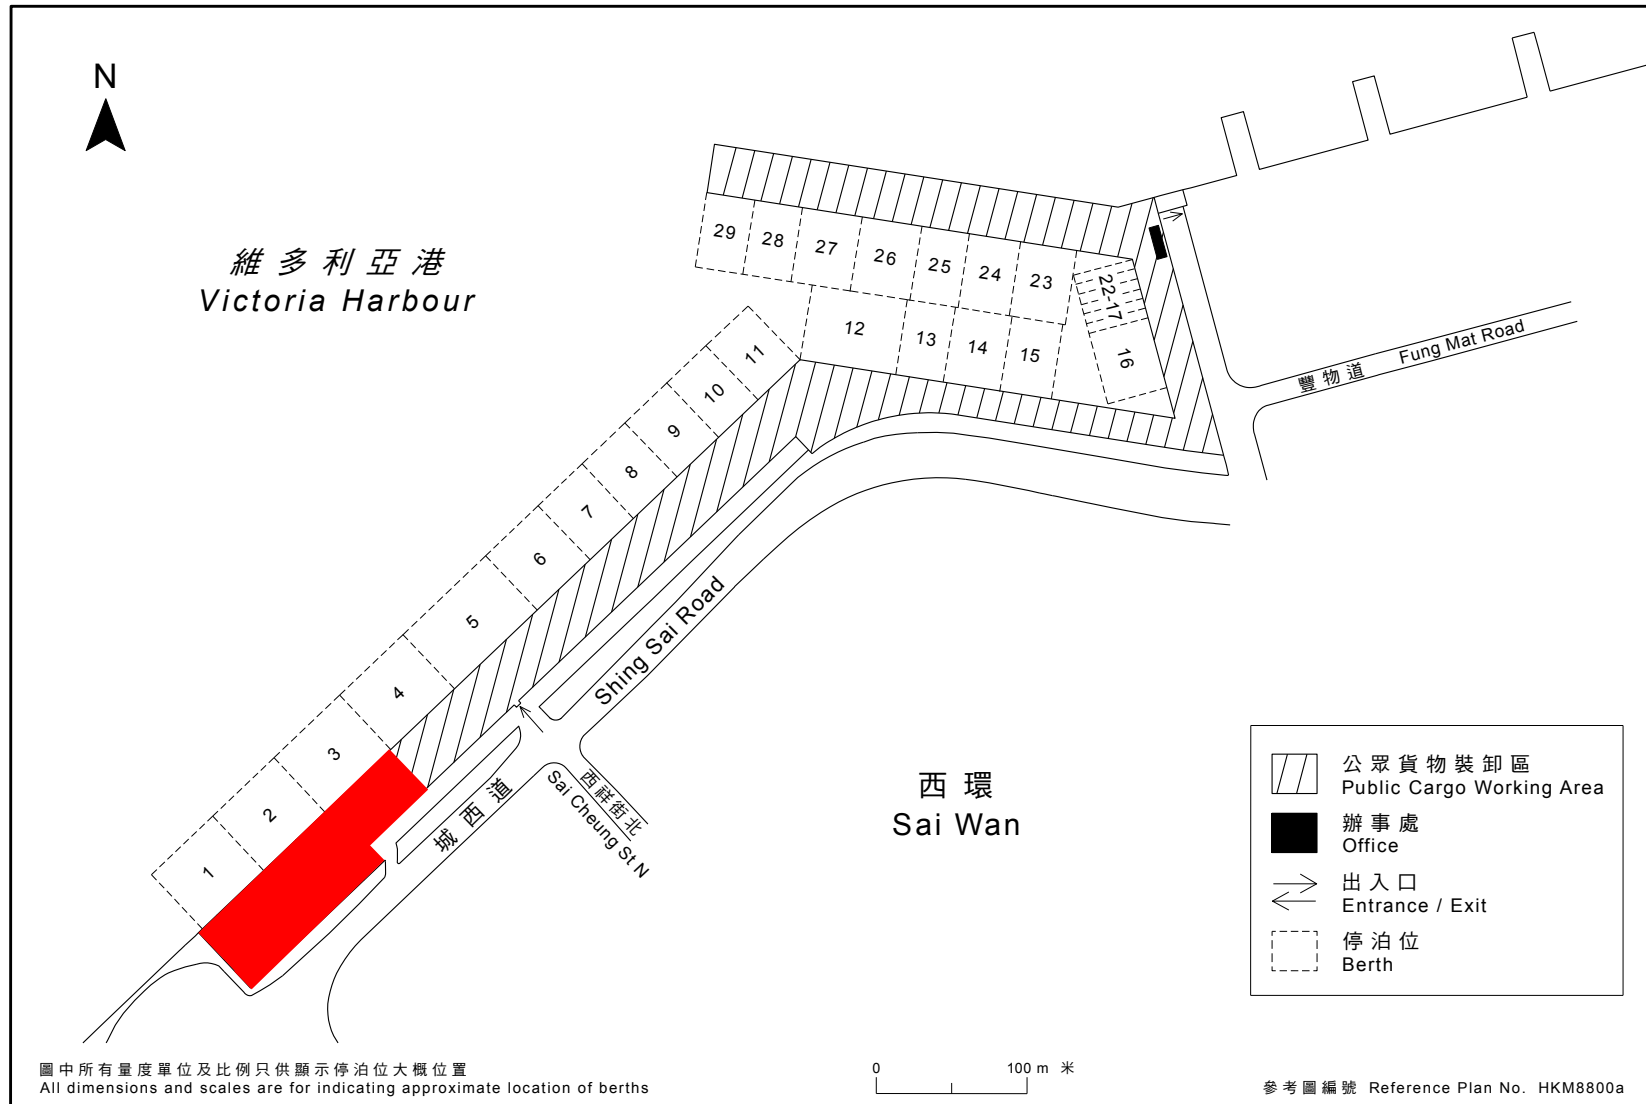 N
維多利亞港
Victoria Harbour
29
28
27
26
25
24
23
22-17
16
12
13
14
15
11
10
9
8
7
6
5
4
3
2
1
豐物道
Fung Mat Road
Shing Sai Road
城西道
西祥街北
Sai Cheung St N
西環
Sai Wan
公眾貨物裝卸區
Public Cargo Working Area
辦事處
Office
出入口
Entrance / Exit
停泊位
Berth
圖中所有量度單位及比例只供顯示停泊位大概位置
All dimensions and scales are for indicating approximate location of berths
0 100 m 米
參考圖編號 Reference Plan No. HKM8800a